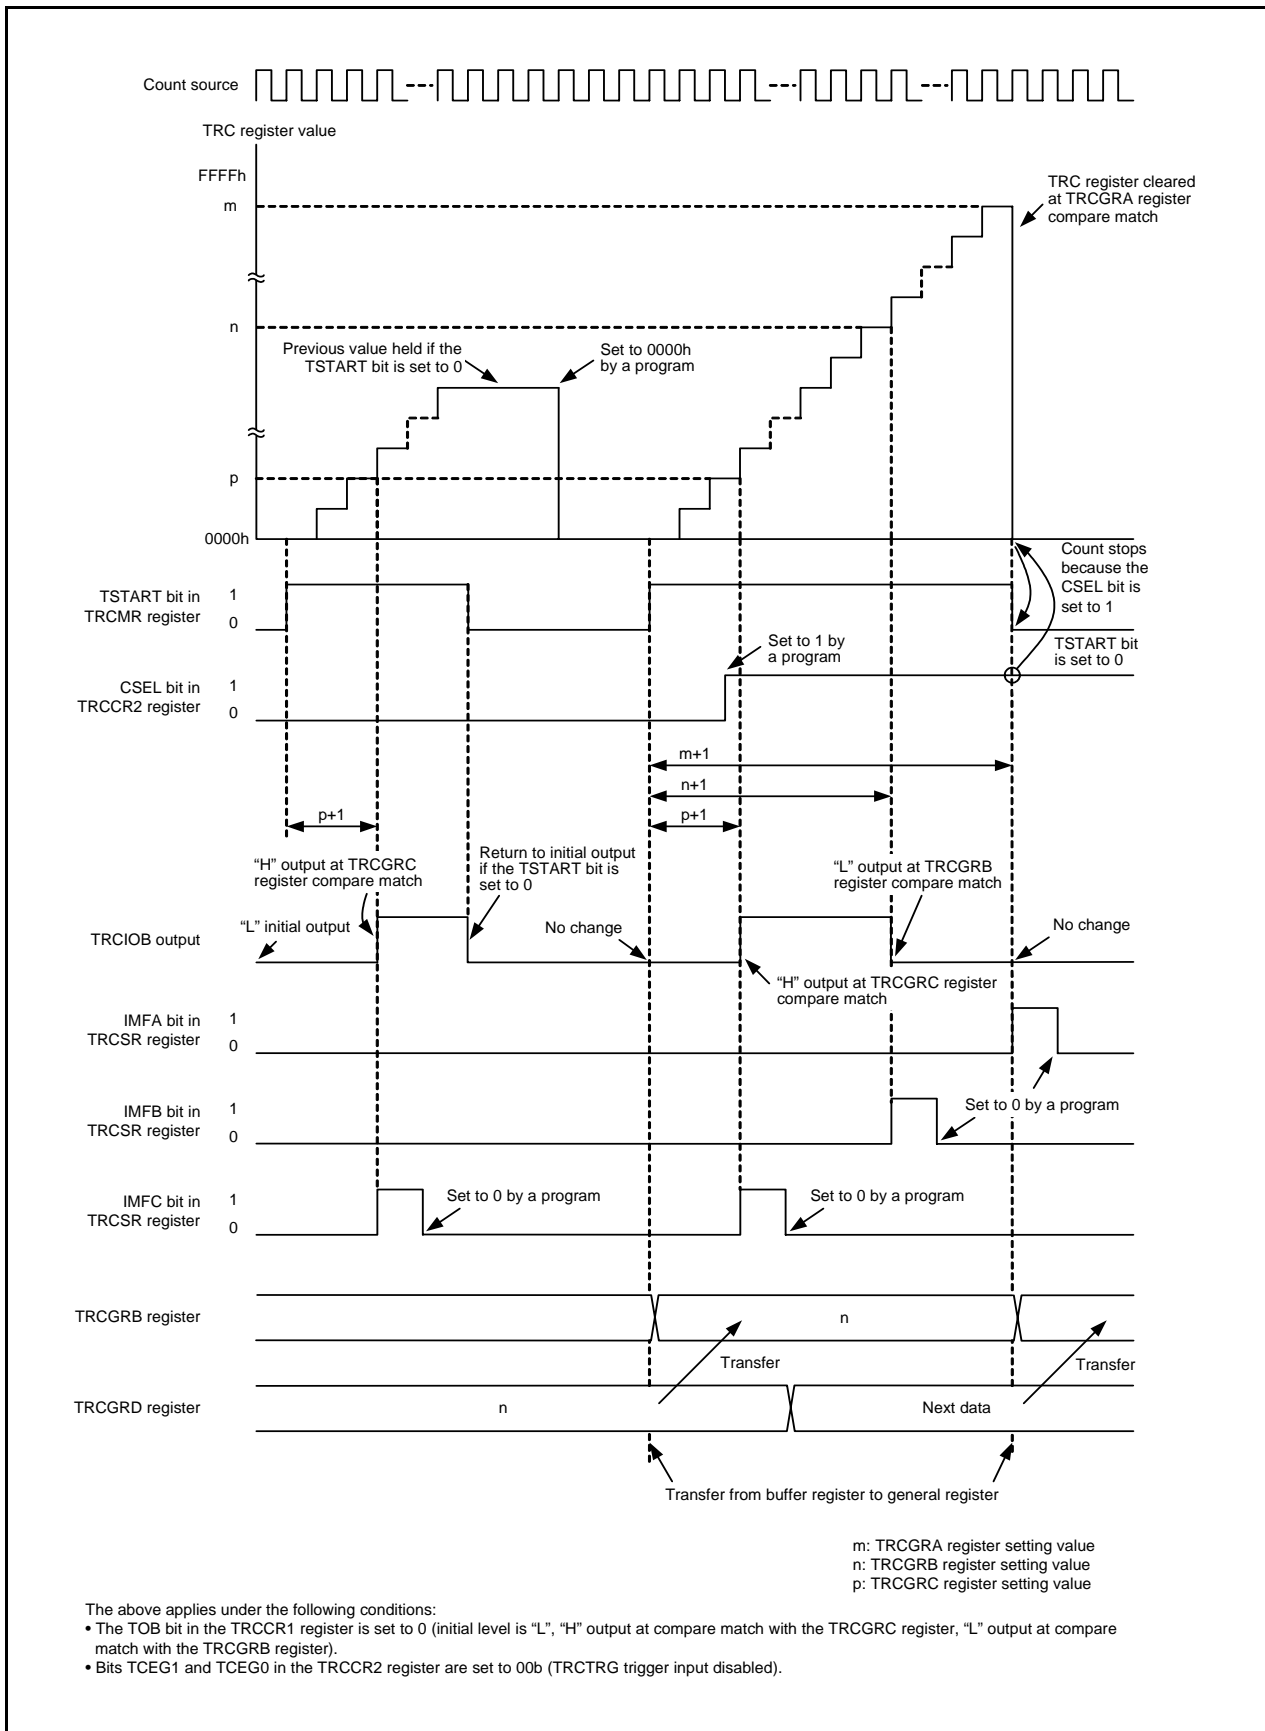 Count source
TRC register value
FFFFh
m
TRC register cleared
at TRCGRA register
compare match
n
Previous value held if the
TSTART bit is set to 0
Set to 0000h
by a program
p
0000h
Count stops
because the
CSEL bit is
set to 1
TSTART bit in
TRCMR register
1
0
TSTART bit
is set to 0
Set to 1 by
a program
CSEL bit in
TRCCR2 register
1
0
m+1
n+1
p+1
p+1
“H” output at TRCGRC
register compare match
Return to initial output
if the TSTART bit is
set to 0
“L” output at TRCGRB
register compare match
“L” initial output
No change
No change
TRCIOB output
“H” output at TRCGRC register
compare match
IMFA bit in
TRCSR register
1
0
Set to 0 by a program
IMFB bit in
TRCSR register
1
0
IMFC bit in
TRCSR register
1
0
Set to 0 by a program
Set to 0 by a program
TRCGRB register
n
Transfer
Transfer
TRCGRD register
n
Next data
Transfer from buffer register to general register
m: TRCGRA register setting value
n: TRCGRB register setting value
p: TRCGRC register setting value
The above applies under the following conditions:
• The TOB bit in the TRCCR1 register is set to 0 (initial level is “L”, “H” output at compare match with the TRCGRC register, “L” output at compare
match with the TRCGRB register).
• Bits TCEG1 and TCEG0 in the TRCCR2 register are set to 00b (TRCTRG trigger input disabled).